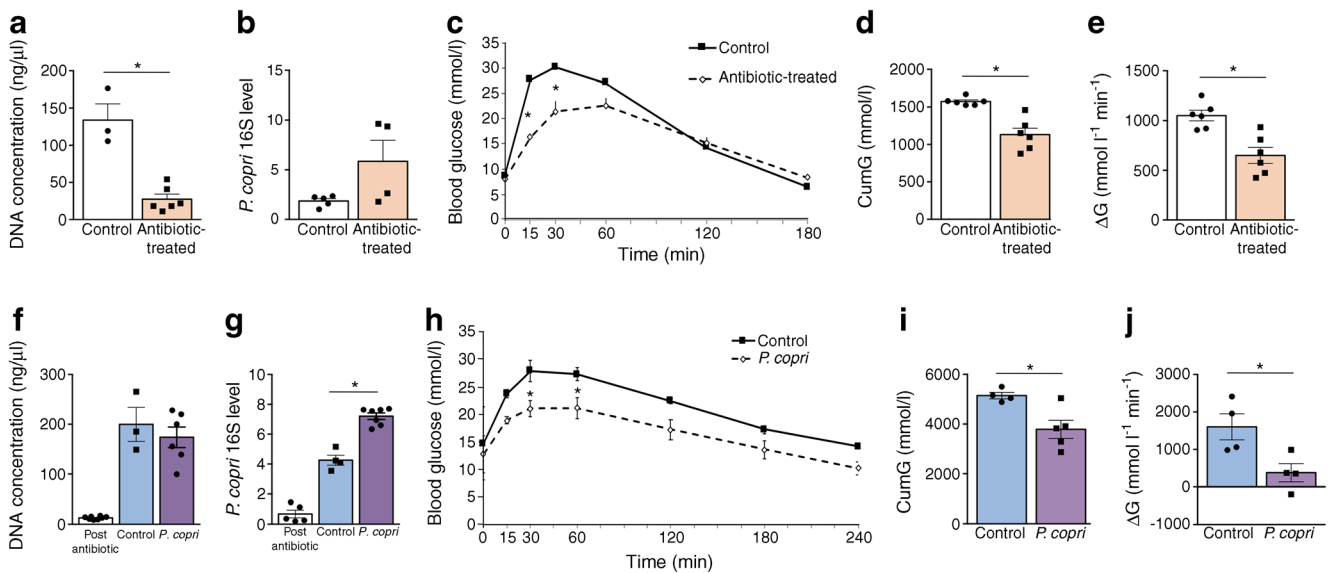 a
DNA concentration (ng/µl)
200
150
100
50
0
*
Control
Antibiotic-
treated
b
P. copri 16S level
15
10
5
0
Control
Antibiotic-
treated
c
Blood glucose (mmol/l)
35
30
25
20
15
10
5
0
*
*
Control
Antibiotic-treated
0 15 30 60 120 180
Time (min)
d
CumG (mmol/l)
2000
1500
1000
500
0
*
Control
Antibiotic-
treated
e
ΔG (mmol l-1 min-1)
1500
1000
500
0
*
Control
Antibiotic-
treated
f
DNA concentration (ng/µl)
300
200
100
0
Post
antibiotic
Control
P. copri
g
P. copri 16S level
10
8
6
4
2
0
*
Post
antibiotic
Control
P. copri
h
Blood glucose (mmol/l)
35
30
25
20
15
10
5
0
*
*
Control
P. copri
0 15 30 60 120 180 240
Time (min)
i
CumG (mmol/l)
6000
4000
2000
0
*
Control
P. copri
j
ΔG (mmol l-1 min-1)
3000
2000
1000
0
-1000
*
Control
P. copri